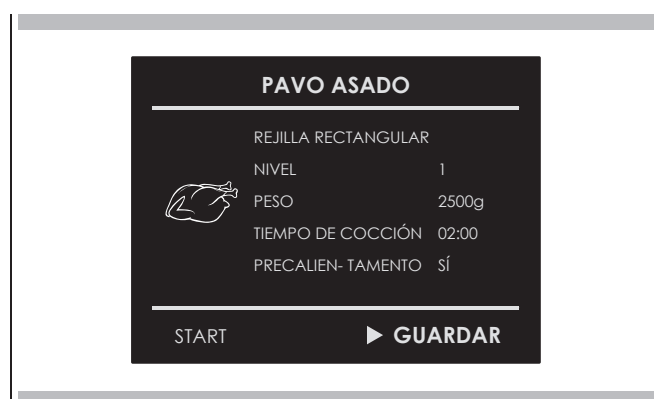 PAVO ASADO
REJILLA RECTANGULAR
NIVEL 1
PESO 2500g
TIEMPO DE COCCIÓN 02:00
PRECALIEN- TAMENTO SÍ
START ▶ GUARDAR